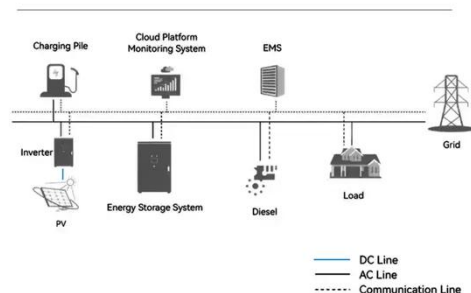 Charging Pile
Cloud Platform
Monitoring System
EMS
Grid
Inverter
PV
Energy Storage System
Diesel
Load
DC Line
AC Line
Communication Line